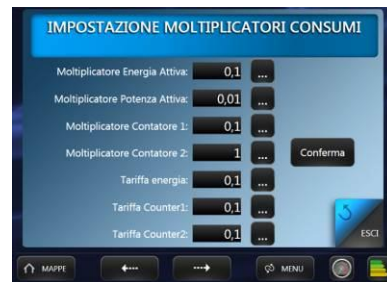 IMPOSTAZIONE MOLTIPLICATORI CONSUMI
Moltiplicatore Energia Attiva: 0,1 ...
Moltiplicatore Potenza Attiva: 0,01 ...
Moltiplicatore Contatore 1: 0,1 ...
Moltiplicatore Contatore 2: 1 ... Conferma
Tariffa energia: 0,1 ...
Tariffa Counter1: 0,1 ...
Tariffa Counter2: 0,1 ...
ESCI
MAPPE MENU